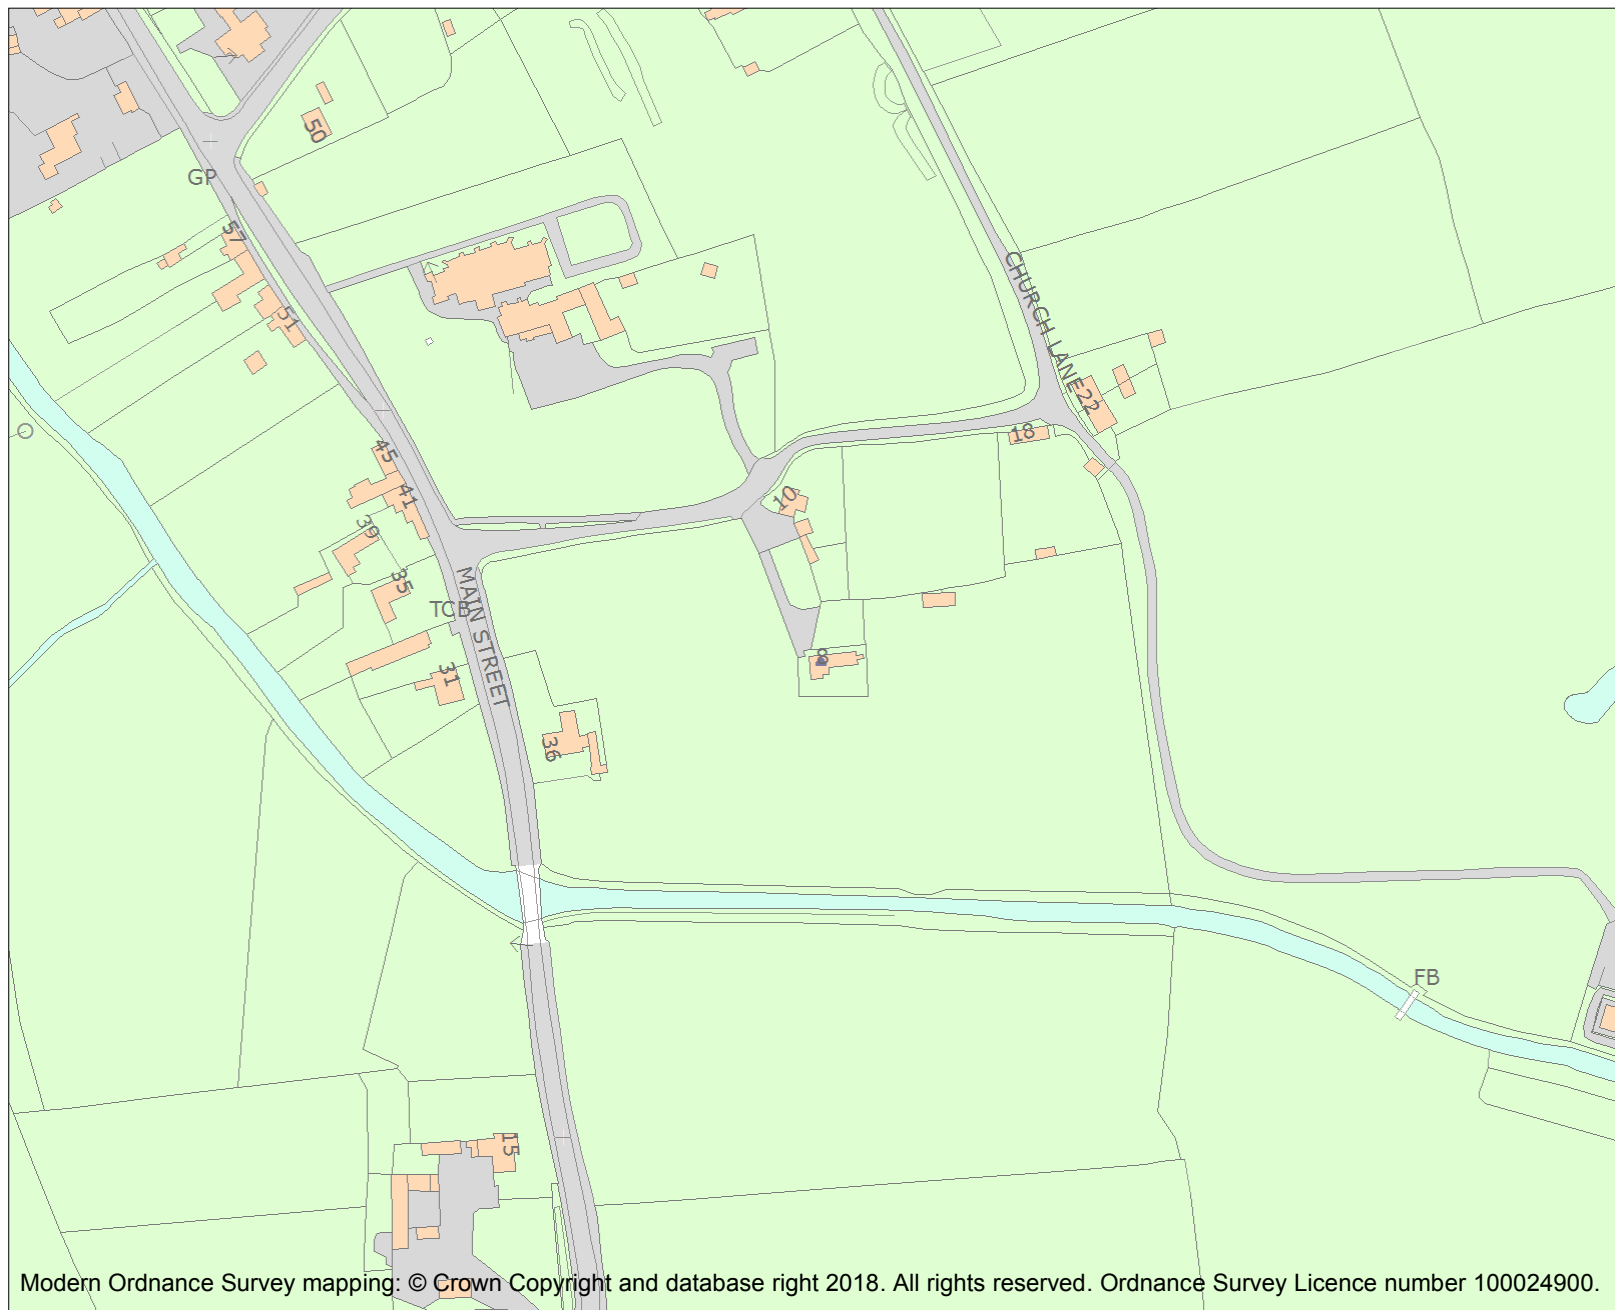 50
GP
57
CHURCH LANE
51
22
18
45
41
10
39
MAIN STREET
35
TCB
8
31
36
FB
15
Modern Ordnance Survey mapping: © Crown Copyright and database right 2018. All rights reserved. Ordnance Survey Licence number 100024900.